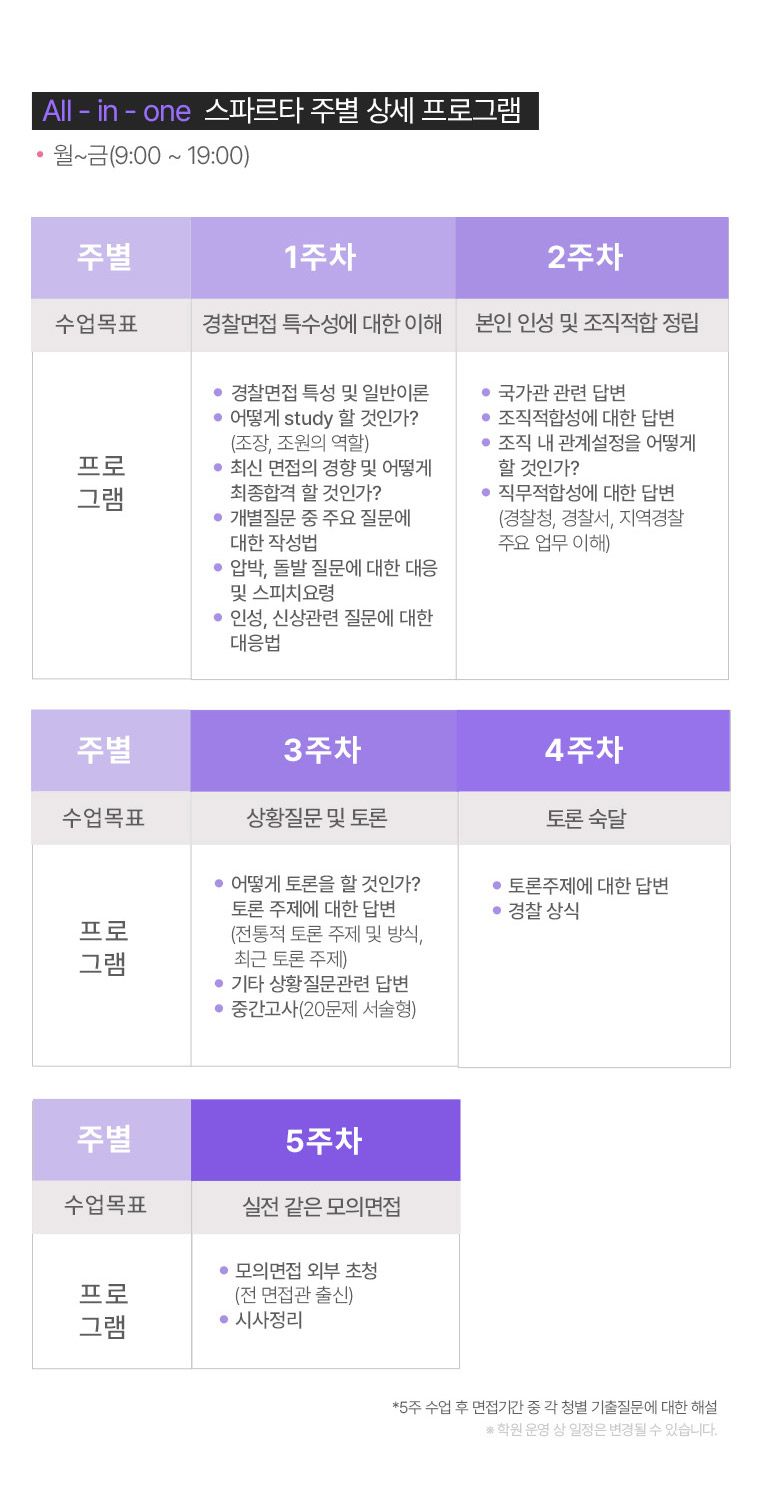 All - in - one 스파르타 주별 상세 프로그램
• 월~금(9:00 ~ 19:00)
주별 1주차 2주차
수업목표 경찰면접 특수성에 대한 이해 본인 인성 및 조직적합 정립
프로
그램
• 경찰면접 특성 및 일반이론
• 어떻게 study 할 것인가?
(조장, 조원의 역할)
• 최신 면접의 경향 및 어떻게
최종합격 할 것인가?
• 개별질문 중 주요 질문에
대한 작성법
• 압박, 돌발 질문에 대한 대응
및 스피치요령
• 인성, 신상관련 질문에 대한
대응법
• 국가관 관련 답변
• 조직적합성에 대한 답변
• 조직 내 관계설정을 어떻게
할 것인가?
• 직무적합성에 대한 답변
(경찰청, 경찰서, 지역경찰
주요 업무 이해)
주별 3주차 4주차
수업목표 상황질문 및 토론 토론 숙달
프로
그램
• 어떻게 토론을 할 것인가?
토론 주제에 대한 답변
(전통적 토론 주제 및 방식,
최근 토론 주제)
• 기타 상황질문관련 답변
• 중간고사(20문제 서술형)
• 토론주제에 대한 답변
• 경찰 상식
주별 5주차
수업목표 실전 같은 모의면접
프로
그램
• 모의면접 외부 초청
(전 면접관 출신)
• 시사정리
*5주 수업 후 면접기간 중 각 청별 기출질문에 대한 해설
※ 학원 운영 상 일정은 변경될 수 있습니다.